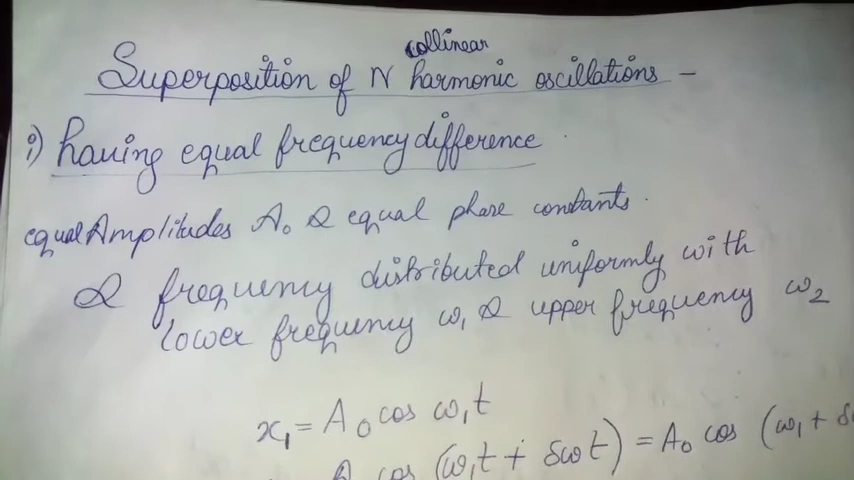 Superposition of N collinear harmonic oscillations –
i) having equal frequency difference
equal Amplitudes A₀ & equal phase constants.
& frequency distributed uniformly with
lower frequency ω₁ & upper frequency ω₂
x₁ = A₀ cos ω₁t
cos (ω₁t + δωt) = A₀ cos (ω₁ + δ